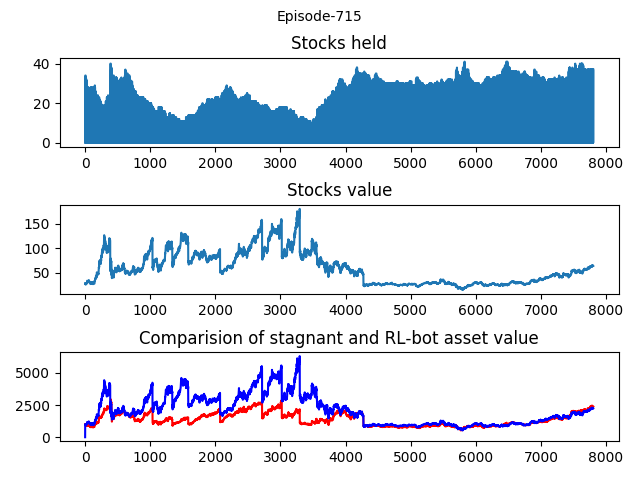 Episode-715
Stocks held
40
20
0
0 1000 2000 3000 4000 5000 6000 7000 8000
Stocks value
150
100
50
0 1000 2000 3000 4000 5000 6000 7000 8000
Comparision of stagnant and RL-bot asset value
5000
2500
0
0 1000 2000 3000 4000 5000 6000 7000 8000